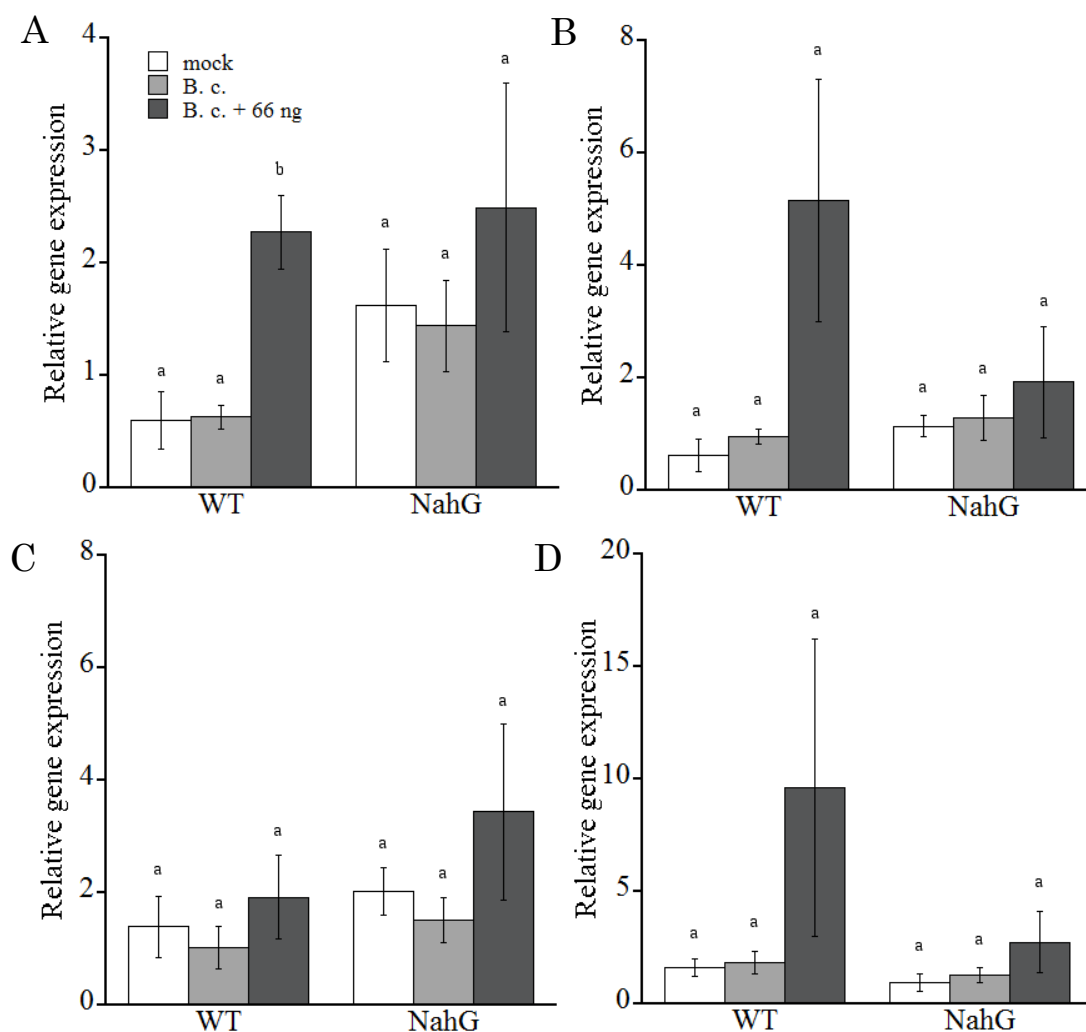 A
Relative gene expression
4
3
2
1
0
mock
B. c.
B. c. + 66 ng
a
a
b
a
a
a
WT
NahG
B
Relative gene expression
8
6
4
2
0
a
a
a
a
a
a
WT
NahG
C
Relative gene expression
8
6
4
2
0
a
a
a
a
a
a
WT
NahG
D
Relative gene expression
20
15
10
5
0
a
a
a
a
a
a
WT
NahG